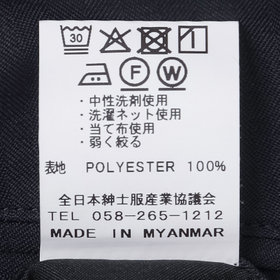 30
F W
・中性洗剤使用
・洗濯ネット使用
・当て布使用
・弱く絞る
表地 POLYESTER 100%
全日本紳士服産業協議会
TEL 058-265-1212
MADE IN MYANMAR